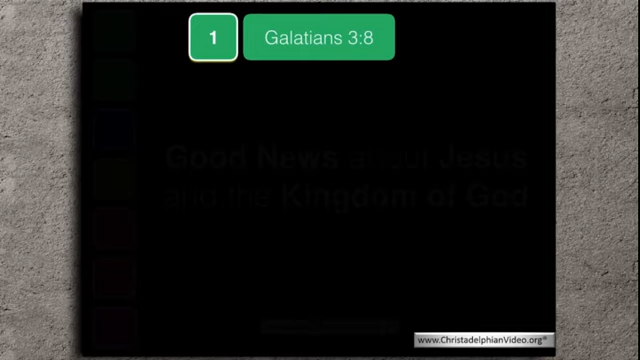 1
Galatians 3:8
Good News about Jesus
and the Kingdom of God
www.ChristadelphianVideo.org®